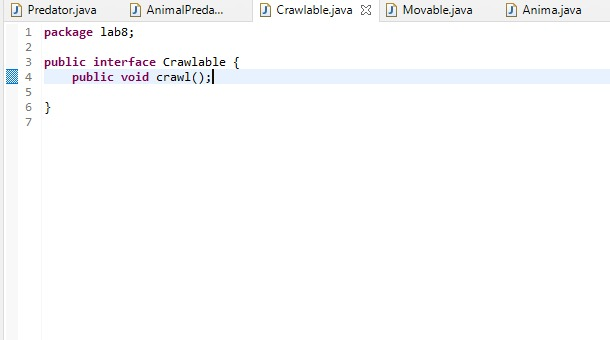 Predator.java AnimalPreda... Crawlable.java Movable.java Anima.java
1 package lab8;
2
3 public interface Crawlable {
4 public void crawl();
5
6 }
7